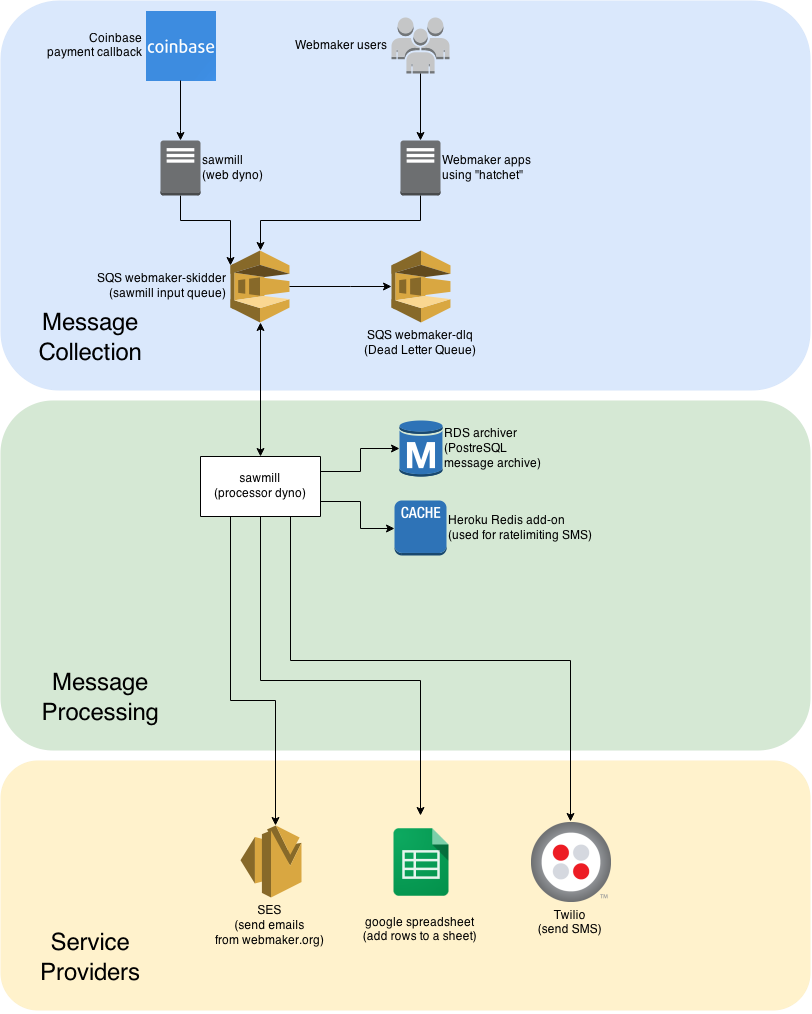 Coinbase
payment callback
coinbase
Webmaker users
sawmill
(web dyno)
Webmaker apps
using "hatchet"
SQS webmaker-skidder
(sawmill input queue)
SQS webmaker-dlq
(Dead Letter Queue)
Message
Collection
RDS archiver
(PostreSQL
message archive)
M
sawmill
(processor dyno)
CACHE
Heroku Redis add-on
(used for ratelimiting SMS)
Message
Processing
SES
(send emails
from webmaker.org)
google spreadsheet
(add rows to a sheet)
TM
Twilio
(send SMS)
Service
Providers